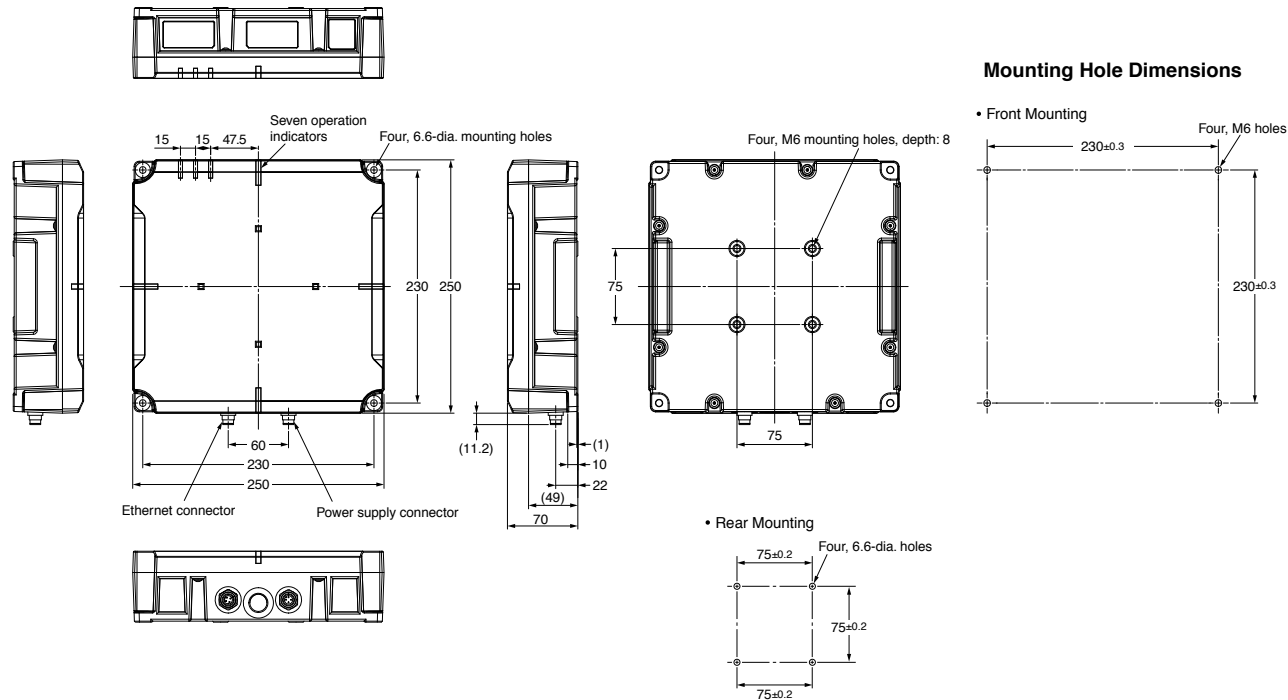 Mounting Hole Dimensions
• Front Mounting
Four, M6 holes
230±0.3
230±0.3
Seven operation
indicators
15
15
47.5
Four, 6.6-dia. mounting holes
230
250
60
230
250
Ethernet connector
Power supply connector
(11.2)
(1)
10
22
(49)
70
Four, M6 mounting holes, depth: 8
75
75
• Rear Mounting
75±0.2
Four, 6.6-dia. holes
75±0.2
75±0.2